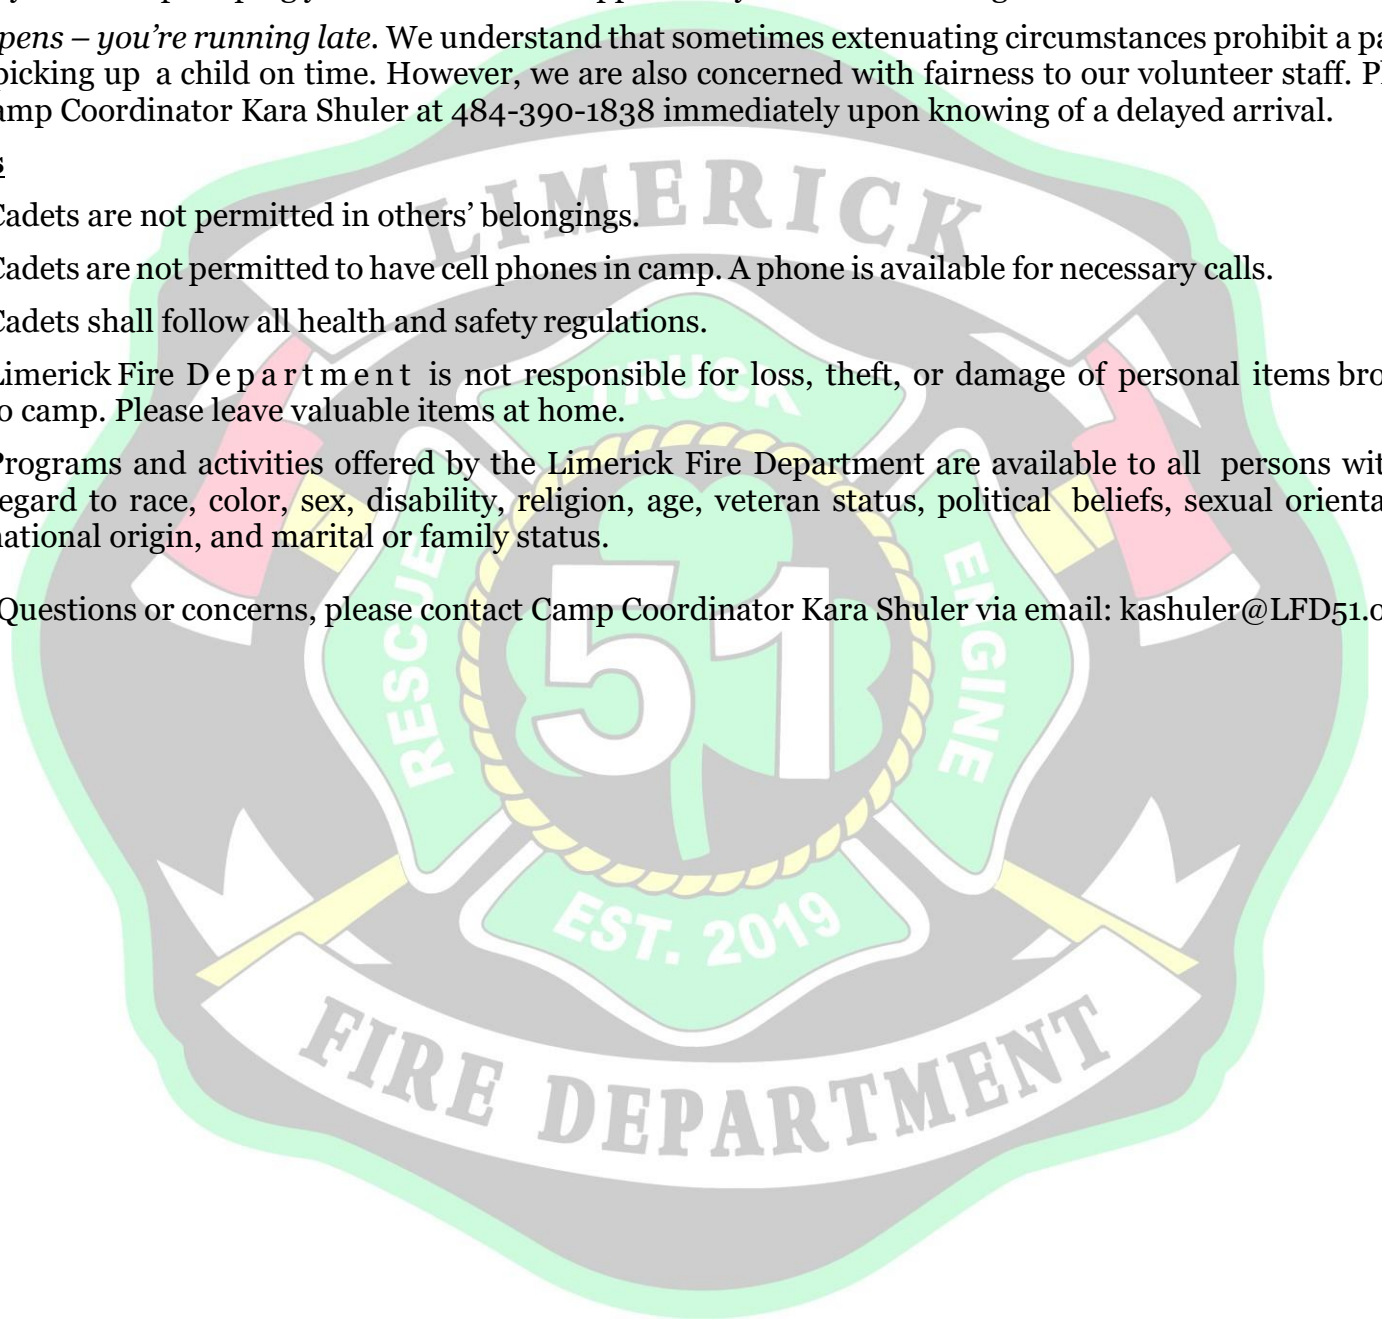 pens – you're running late. We understand that sometimes extenuating circumstances prohibit a pa
picking up a child on time. However, we are also concerned with fairness to our volunteer staff. P
amp Coordinator Kara Shuler at 484-390-1838 immediately upon knowing of a delayed arrival.
s
Cadets are not permitted in others' belongings.
Cadets are not permitted to have cell phones in camp. A phone is available for necessary calls.
Cadets shall follow all health and safety regulations.
Limerick Fire Department is not responsible for loss, theft, or damage of personal items bro
o camp. Please leave valuable items at home.
Programs and activities offered by the Limerick Fire Department are available to all persons wit
egard to race, color, sex, disability, religion, age, veteran status, political beliefs, sexual orienta
national origin, and marital or family status.
Questions or concerns, please contact Camp Coordinator Kara Shuler via email: kashuler@LFD51.o
LIMERICK
TRUCK
RESCUE
51
ENGINE
EST. 2019
FIRE DEPARTMENT